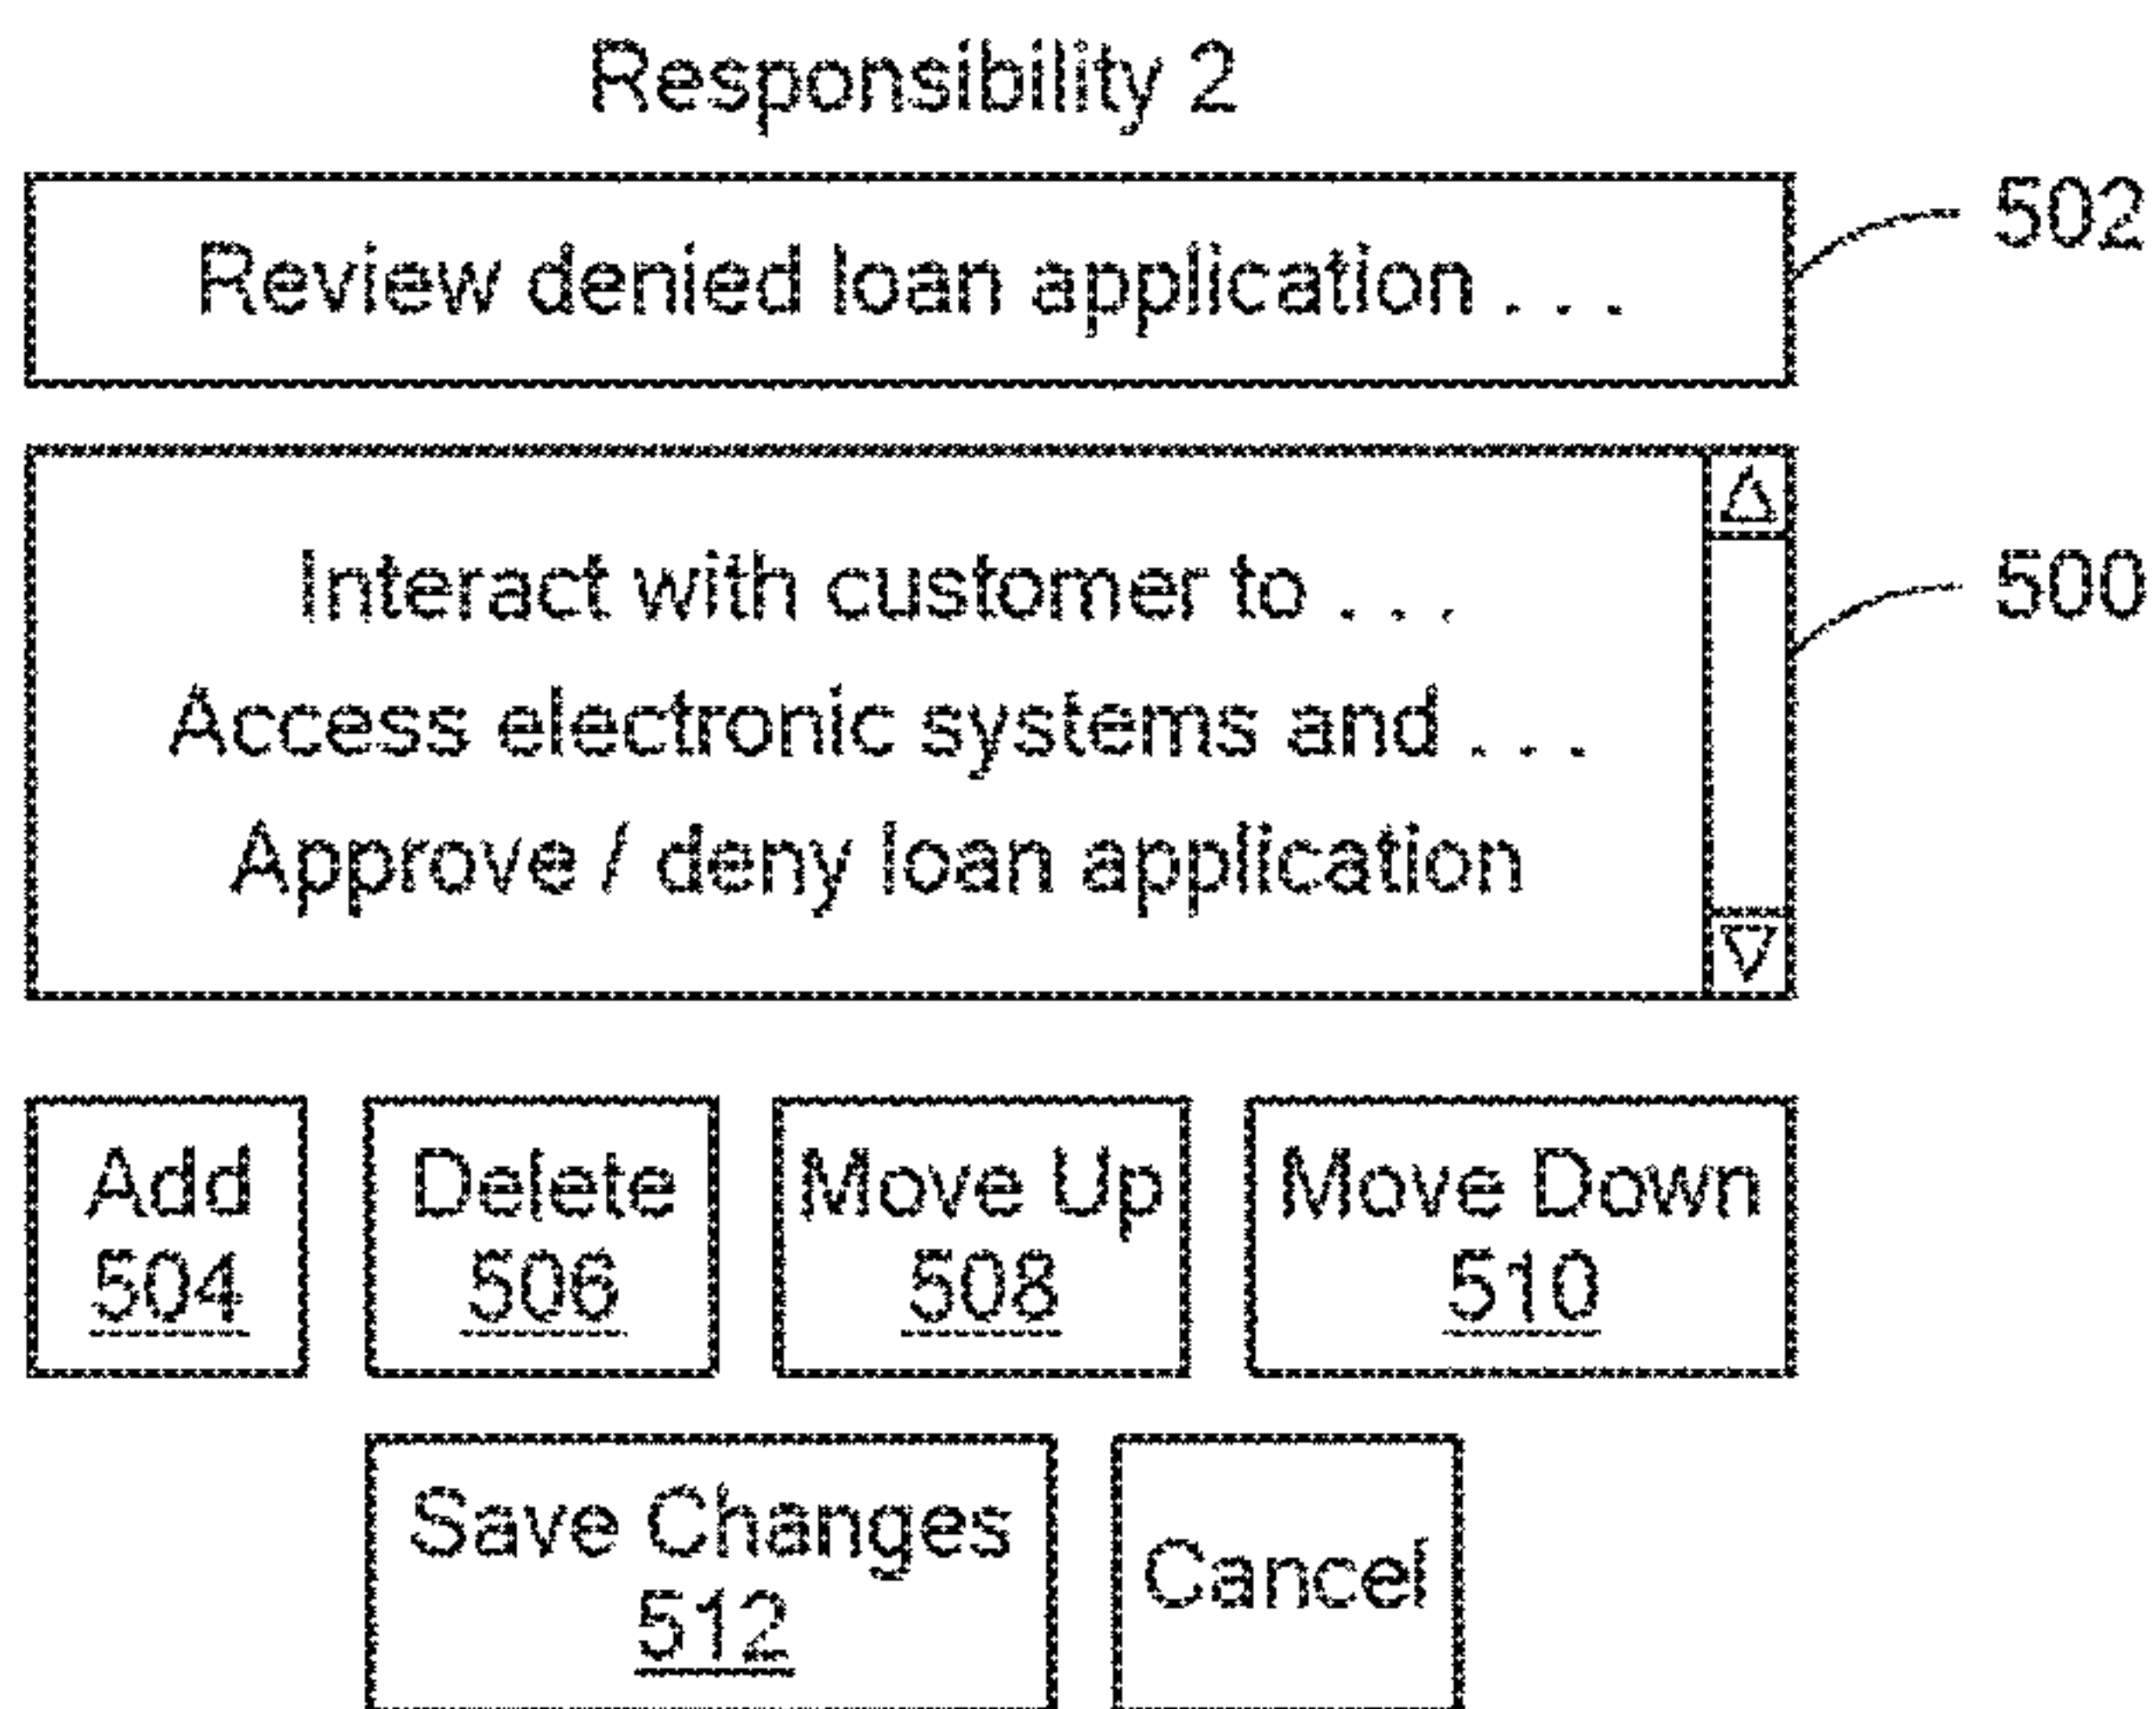 Responsibility 2
Review denied loan application . . .
502
Interact with customer to . . .
500
Access electronic systems and . . .
Approve / deny loan application
Add
504
Delete
506
Move Up
508
Move Down
510
Save Changes
512
Cancel